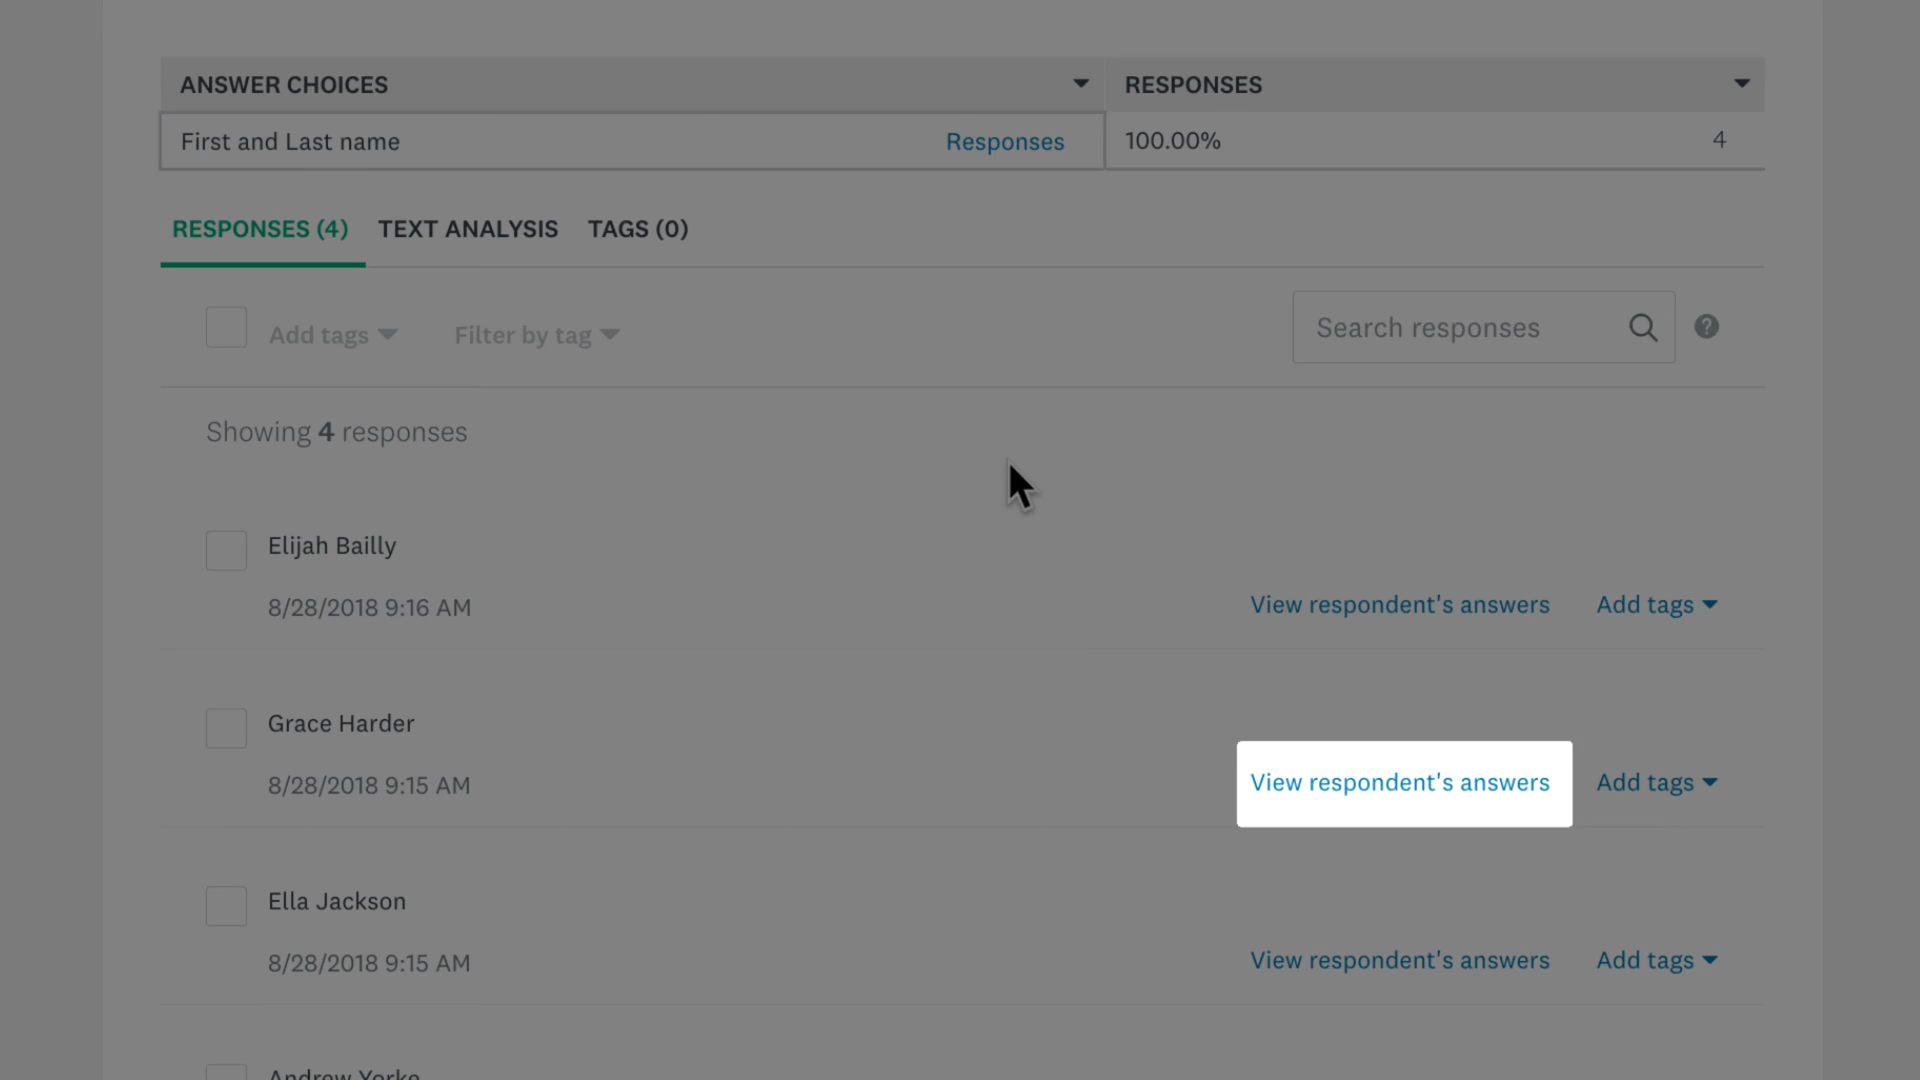 ANSWER CHOICES
RESPONSES
First and Last name
Responses
100.00%
4
RESPONSES (4)
TEXT ANALYSIS
TAGS (0)
Add tags
Filter by tag
Search responses
?
Showing 4 responses
Elijah Bailly
8/28/2018 9:16 AM
View respondent's answers
Add tags
Grace Harder
8/28/2018 9:15 AM
View respondent's answers
Add tags
Ella Jackson
8/28/2018 9:15 AM
View respondent's answers
Add tags
Andrew Yorke